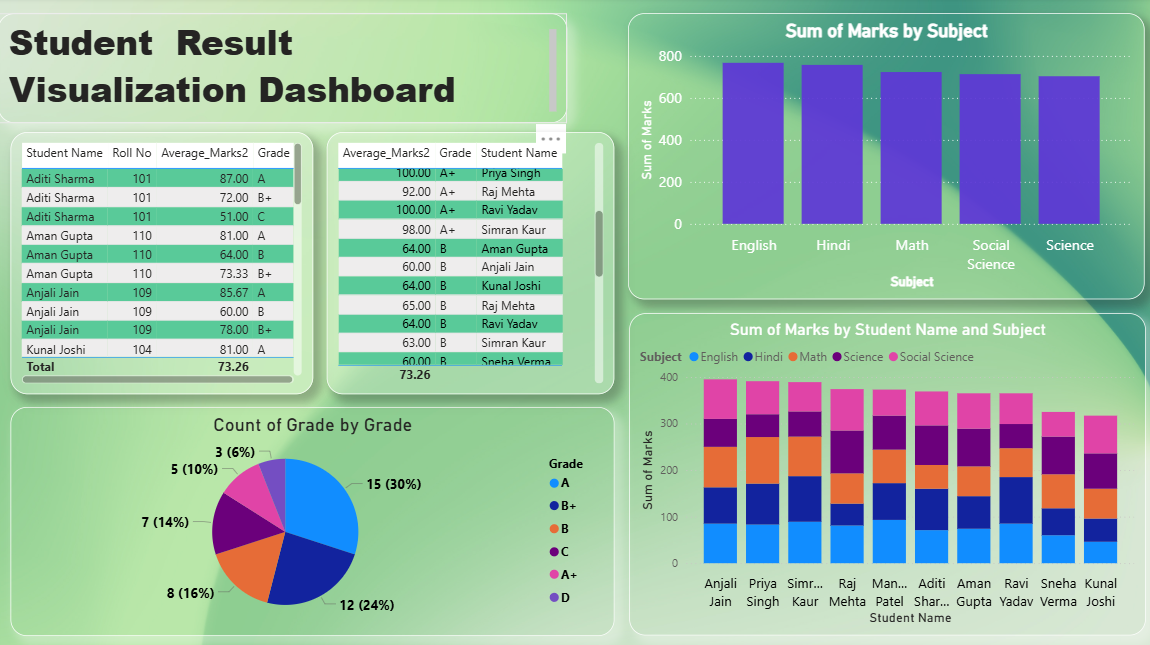 Student Result
Visualization Dashboard
Student Name Roll No Average_Marks2 Grade
Aditi Sharma 101 87.00 A
Aditi Sharma 101 72.00 B+
Aditi Sharma 101 51.00 C
Aman Gupta 110 81.00 A
Aman Gupta 110 64.00 B
Aman Gupta 110 73.33 B+
Anjali Jain 109 85.67 A
Anjali Jain 109 60.00 B
Anjali Jain 109 78.00 B+
Kunal Joshi 104 81.00 A
Total 73.26
Average_Marks2 Grade Student Name
100.00 A+ Priya Singh
92.00 A+ Raj Mehta
100.00 A+ Ravi Yadav
98.00 A+ Simran Kaur
64.00 B Aman Gupta
60.00 B Anjali Jain
64.00 B Kunal Joshi
65.00 B Raj Mehta
64.00 B Ravi Yadav
63.00 B Simran Kaur
60.00 B Sneha Verma
73.26
Sum of Marks by Subject
Sum of Marks
800
600
400
200
0
English Hindi Math Social Science Science
Subject
Count of Grade by Grade
3 (6%)
5 (10%)
7 (14%)
8 (16%)
15 (30%)
12 (24%)
Grade
A
B+
B
C
A+
D
Sum of Marks by Student Name and Subject
Subject English Hindi Math Science Social Science
Sum of Marks
400
300
200
100
0
Anjali Jain Priya Singh Simr... Kaur Raj Mehta Man... Patel Aditi Shar... Aman Gupta Ravi Yadav Sneha Verma Kunal Joshi
Student Name